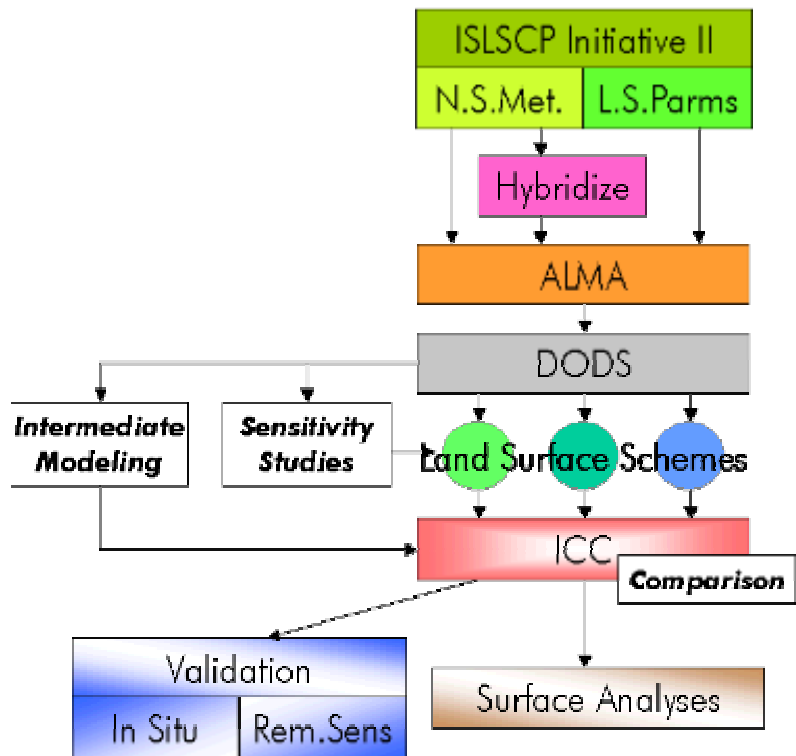 ISLSCP Initiative II
N.S.Met. L.S.Parms
Hybridize
ALMA
DODS
Intermediate
Modeling
Sensitivity
Studies
Land Surface Schemes
ICC
Comparison
Validation
In Situ Rem.Sens
Surface Analyses